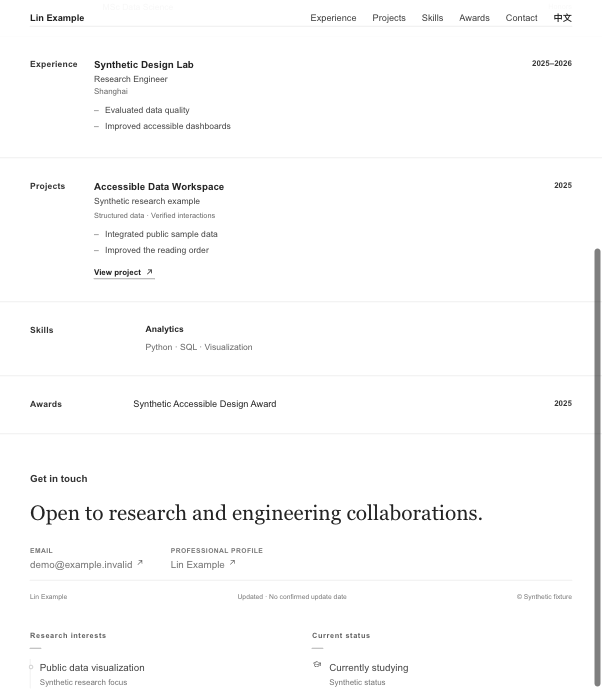 Lin Example
Experience Projects Skills Awards Contact 中文
Experience
Synthetic Design Lab
2025–2026
Research Engineer
Shanghai
– Evaluated data quality
– Improved accessible dashboards
Projects
Accessible Data Workspace
2025
Synthetic research example
Structured data · Verified interactions
– Integrated public sample data
– Improved the reading order
View project ↗
Skills
Analytics
Python · SQL · Visualization
Awards
Synthetic Accessible Design Award
2025
Get in touch
Open to research and engineering collaborations.
EMAIL
demo@example.invalid ↗
PROFESSIONAL PROFILE
Lin Example ↗
Lin Example
Updated · No confirmed update date
© Synthetic fixture
Research interests
Public data visualization
Synthetic research focus
Current status
Currently studying
Synthetic status